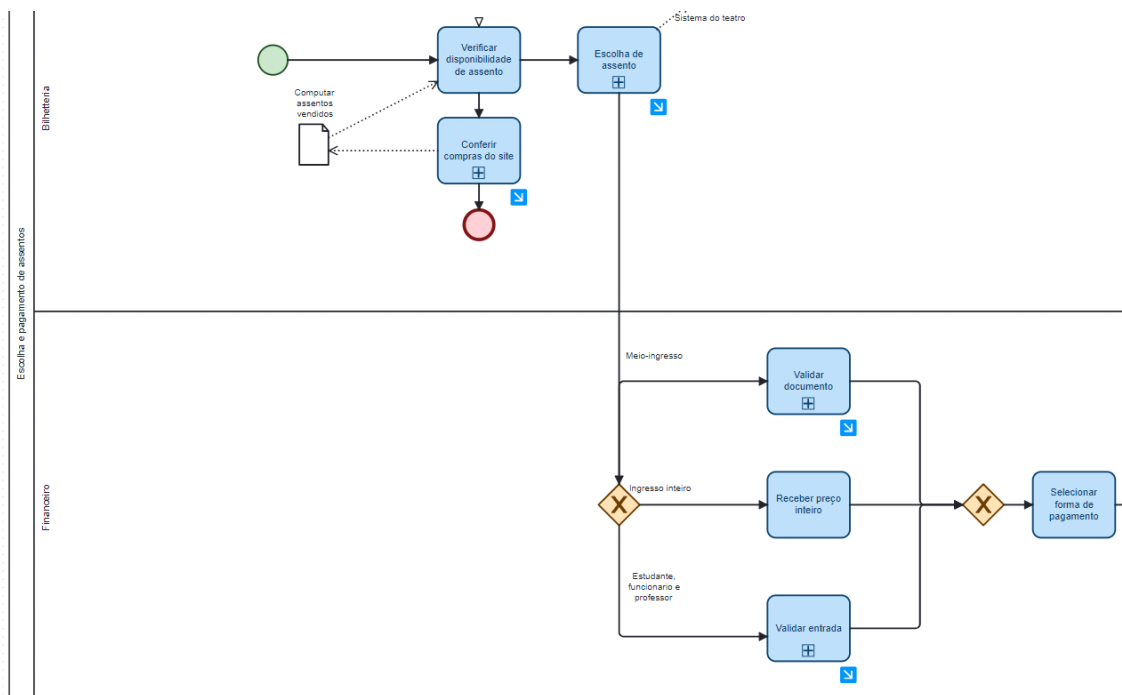 Escolha e pagamento de assentos
Bilhetteria
Sistema do teatro
Verificar
disponibilidade
de assento
Escolha de
assento
Computar
assentos
vendidos
Conferir
compras do site
Financeiro
Meio-ingresso
Validar
documento
Ingresso inteiro
Receber preço
inteiro
Selecionar
forma de
pagamento
Estudante,
funcionario e
professor
Validar entrada